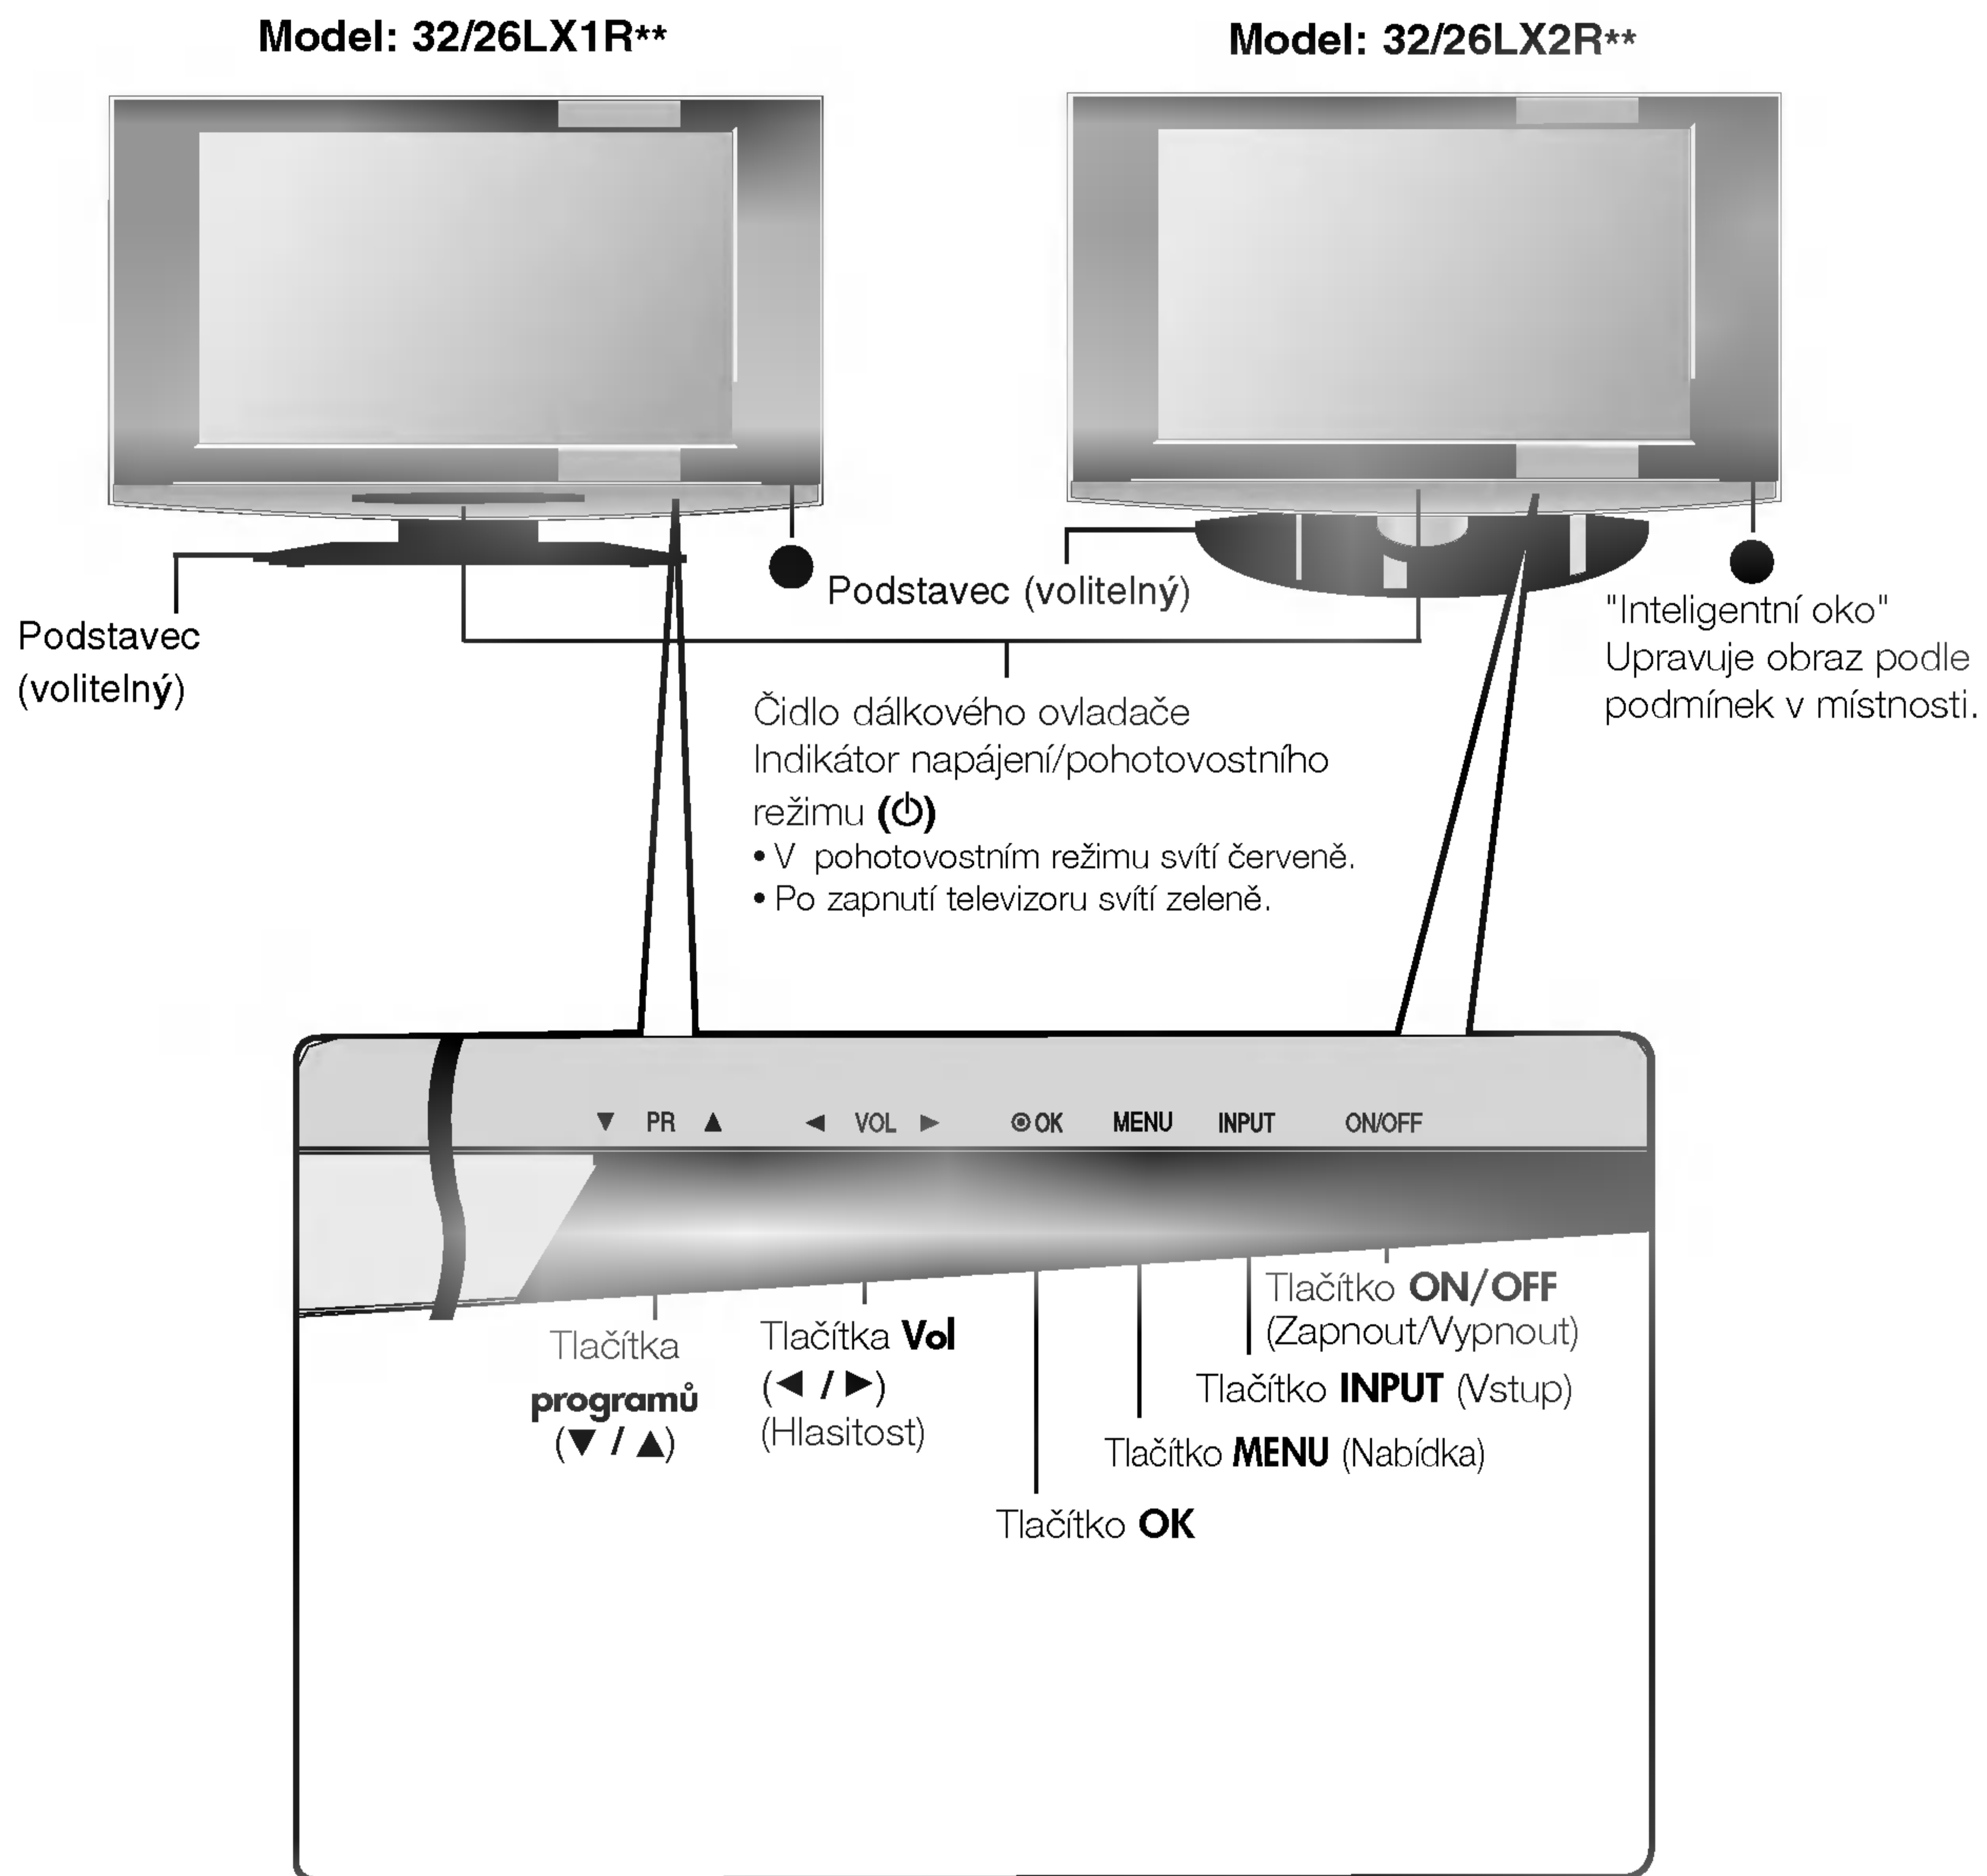 Model: 32/26LX1R**
Model: 32/26LX2R**
Podstavec
(volitelný)
Podstavec (volitelný)
"Inteligentní oko"
Upravuje obraz podle
podmínek v místnosti.
Čidlo dálkového ovladače
Indikátor napájení/pohotovostního
režimu (⏻)
• V pohotovostním režimu svítí červeně.
• Po zapnutí televizoru svítí zeleně.
▼ PR ▲ ◄ VOL ► ⊙OK MENU INPUT ON/OFF
Tlačítka
programů
(▼ / ▲)
Tlačítka Vol
(◄ / ►)
(Hlasitost)
Tlačítko ON/OFF
(Zapnout/Vypnout)
Tlačítko INPUT (Vstup)
Tlačítko MENU (Nabídka)
Tlačítko OK